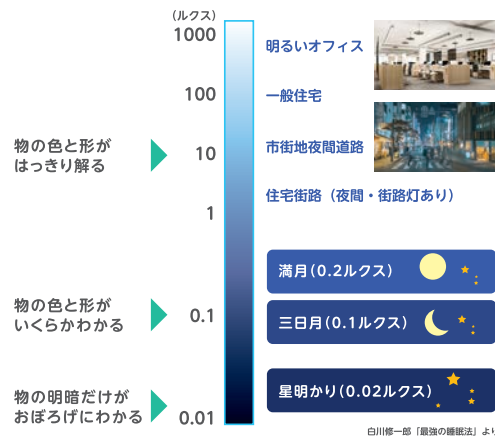 (ルクス)
1000
明るいオフィス
100
一般住宅
物の色と形が
はっきり解る
10
市街地夜間道路
1
住宅街路（夜間・街路灯あり）
満月(0.2ルクス)
物の色と形が
いくらかわかる
0.1
三日月(0.1ルクス)
物の明暗だけが
おぼろげにわかる
0.01
星明かり(0.02ルクス)
白川修一郎「最強の睡眠法」より